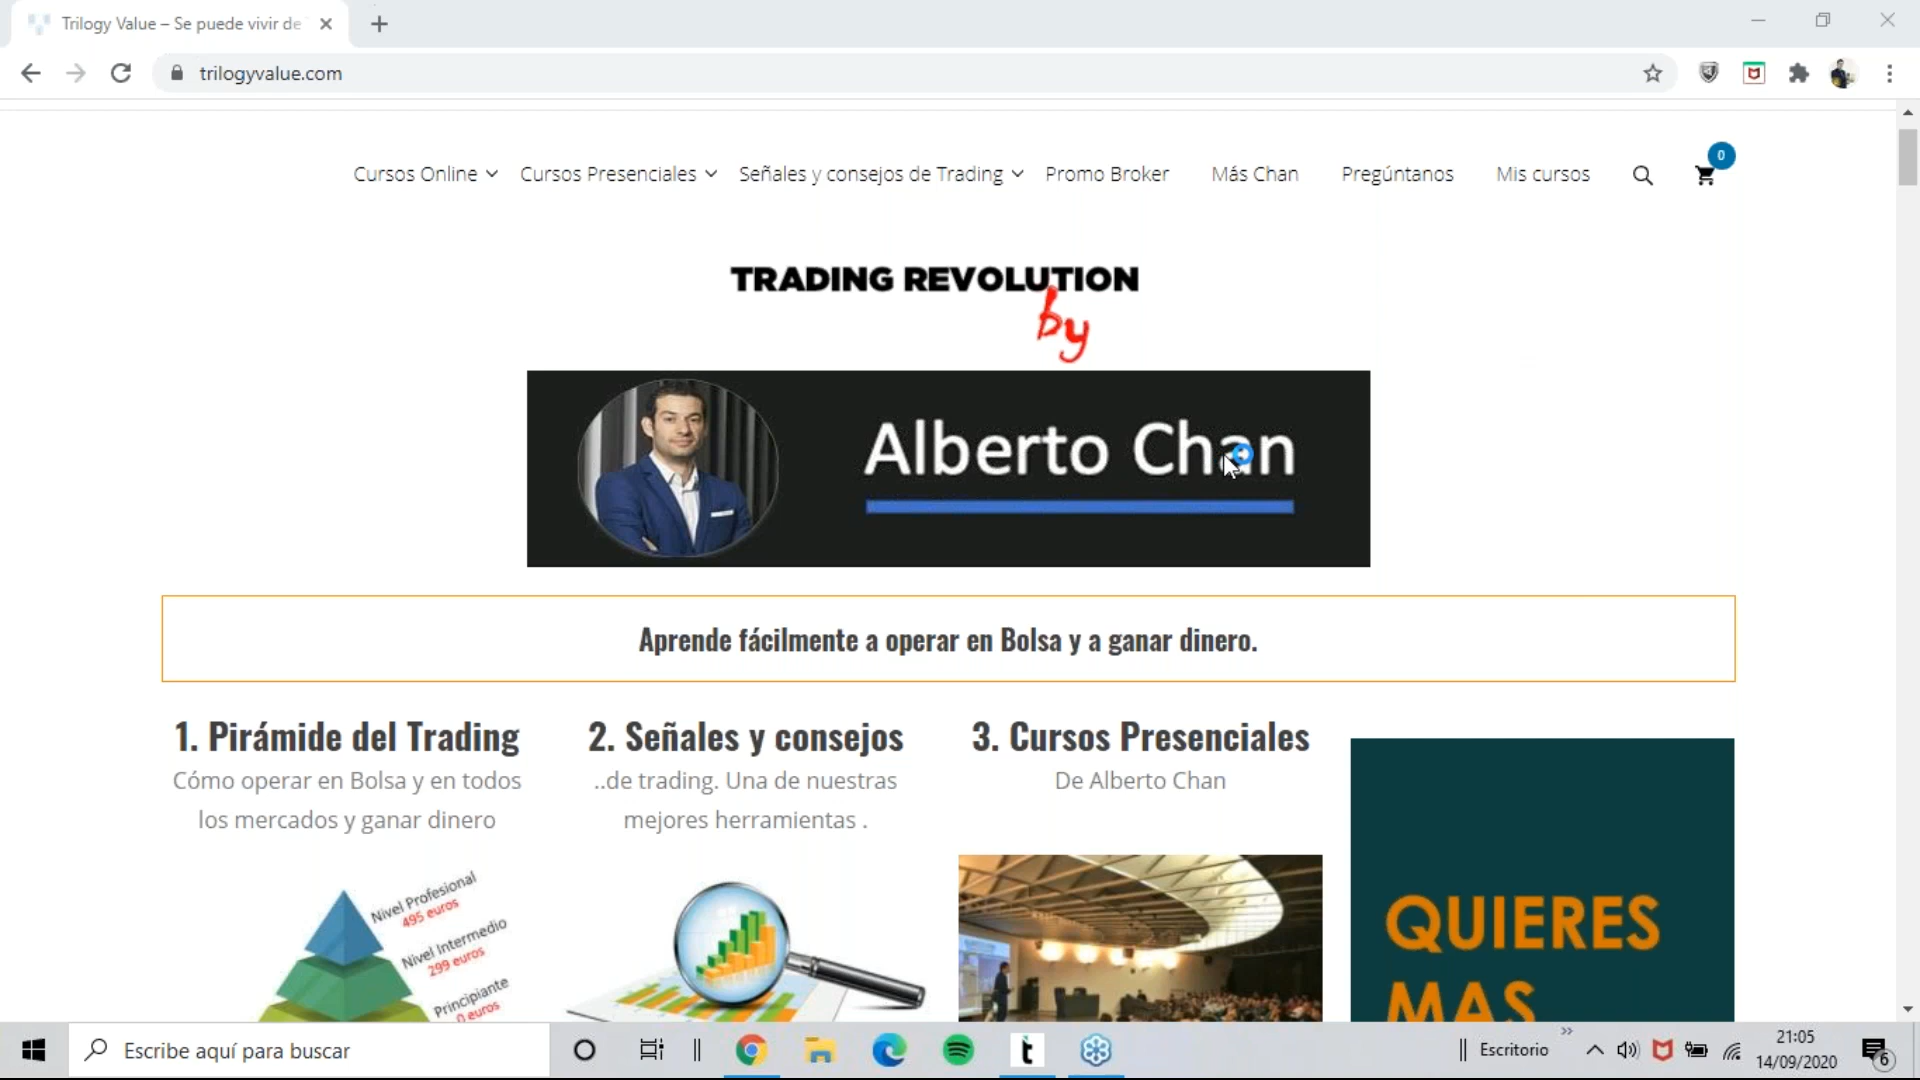 Trilogy Value – Se puede vivir de
trilogyvalue.com
Cursos Online
Cursos Presenciales
Señales y consejos de Trading
Promo Broker
Más Chan
Pregúntanos
Mis cursos
0
TRADING REVOLUTION
by
Alberto Chan
Aprende fácilmente a operar en Bolsa y a ganar dinero.
1. Pirámide del Trading
Cómo operar en Bolsa y en todos
los mercados y ganar dinero
Nivel Profesional
495 euros
Nivel Intermedio
299 euros
Principiante
0 euros
2. Señales y consejos
..de trading. Una de nuestras
mejores herramientas .
3. Cursos Presenciales
De Alberto Chan
QUIERES
MAS
Escribe aquí para buscar
t
Escritorio
21:05
14/09/2020
6